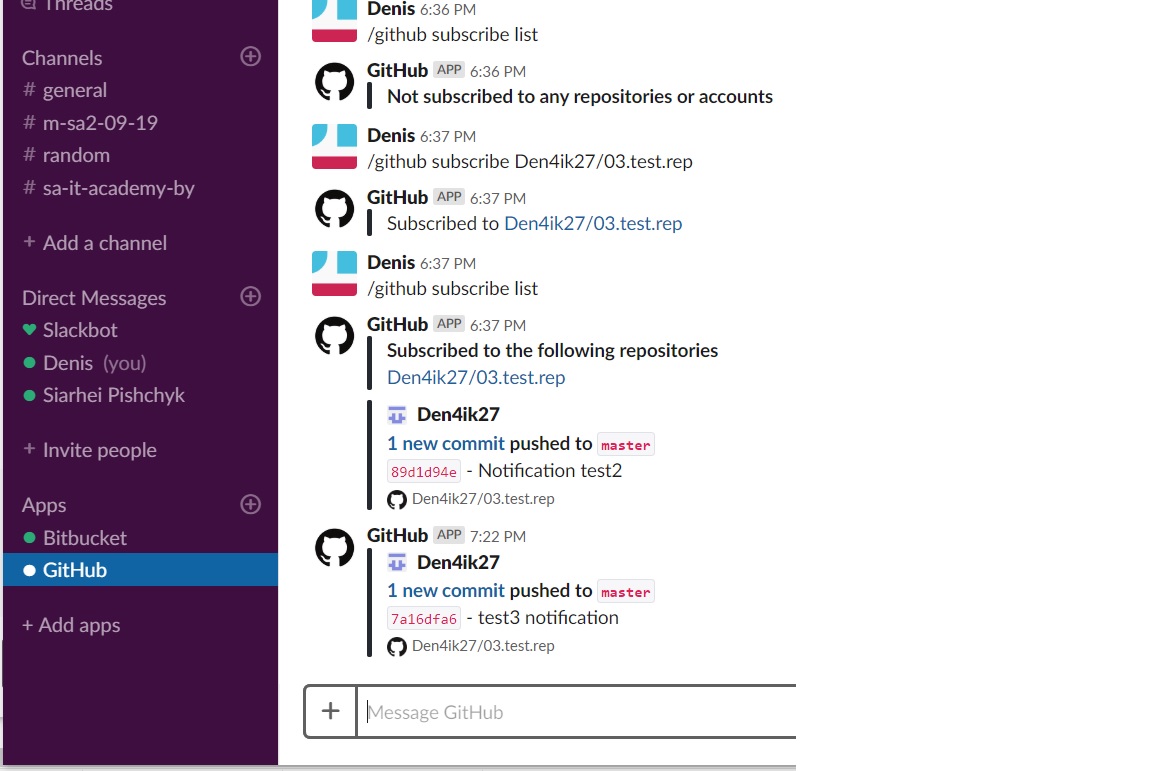 Threads
Channels
# general
# m-sa2-09-19
# random
# sa-it-academy-by
+ Add a channel
Direct Messages
Slackbot
Denis (you)
Siarhei Pishchyk
+ Invite people
Apps
Bitbucket
GitHub
+ Add apps
Denis 6:36 PM
/github subscribe list
GitHub APP 6:36 PM
Not subscribed to any repositories or accounts
Denis 6:37 PM
/github subscribe Den4ik27/03.test.rep
GitHub APP 6:37 PM
Subscribed to Den4ik27/03.test.rep
Denis 6:37 PM
/github subscribe list
GitHub APP 6:37 PM
Subscribed to the following repositories
Den4ik27/03.test.rep
Den4ik27
1 new commit pushed to master
89d1d94e - Notification test2
Den4ik27/03.test.rep
GitHub APP 7:22 PM
Den4ik27
1 new commit pushed to master
7a16dfa6 - test3 notification
Den4ik27/03.test.rep
+ Message GitHub